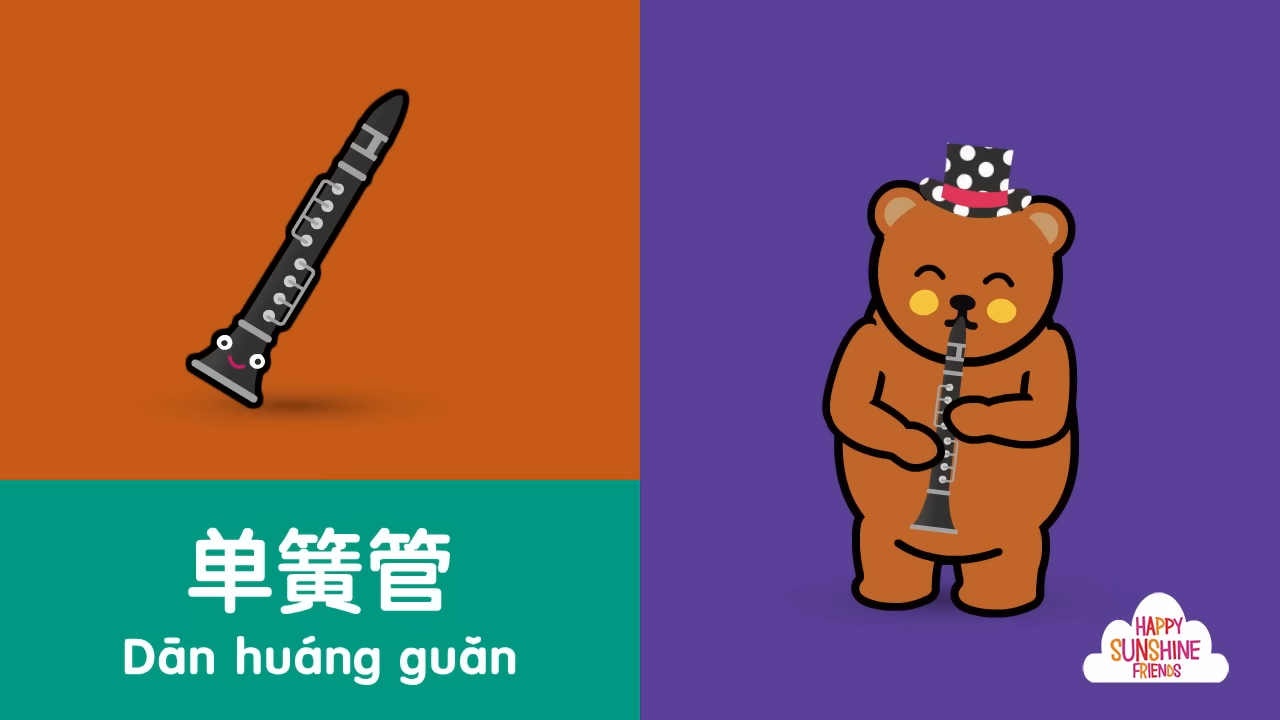 单簧管
Dān huáng guǎn
HAPPY
SUNSHINE
FRIENDS